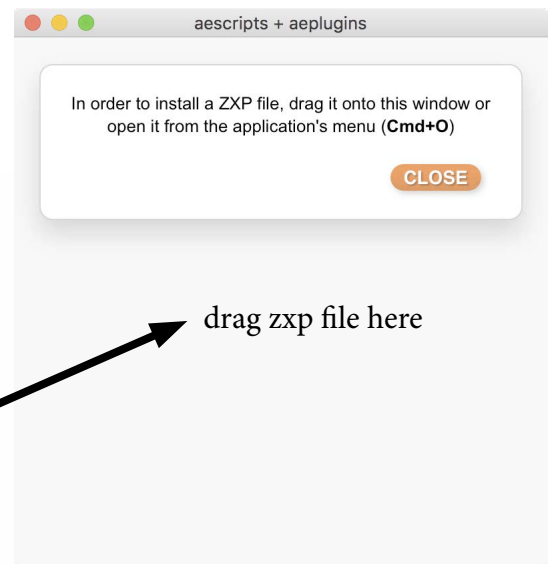 aescripts + aeplugins
In order to install a ZXP file, drag it onto this window or
open it from the application's menu (Cmd+O)
CLOSE
drag zxp file here